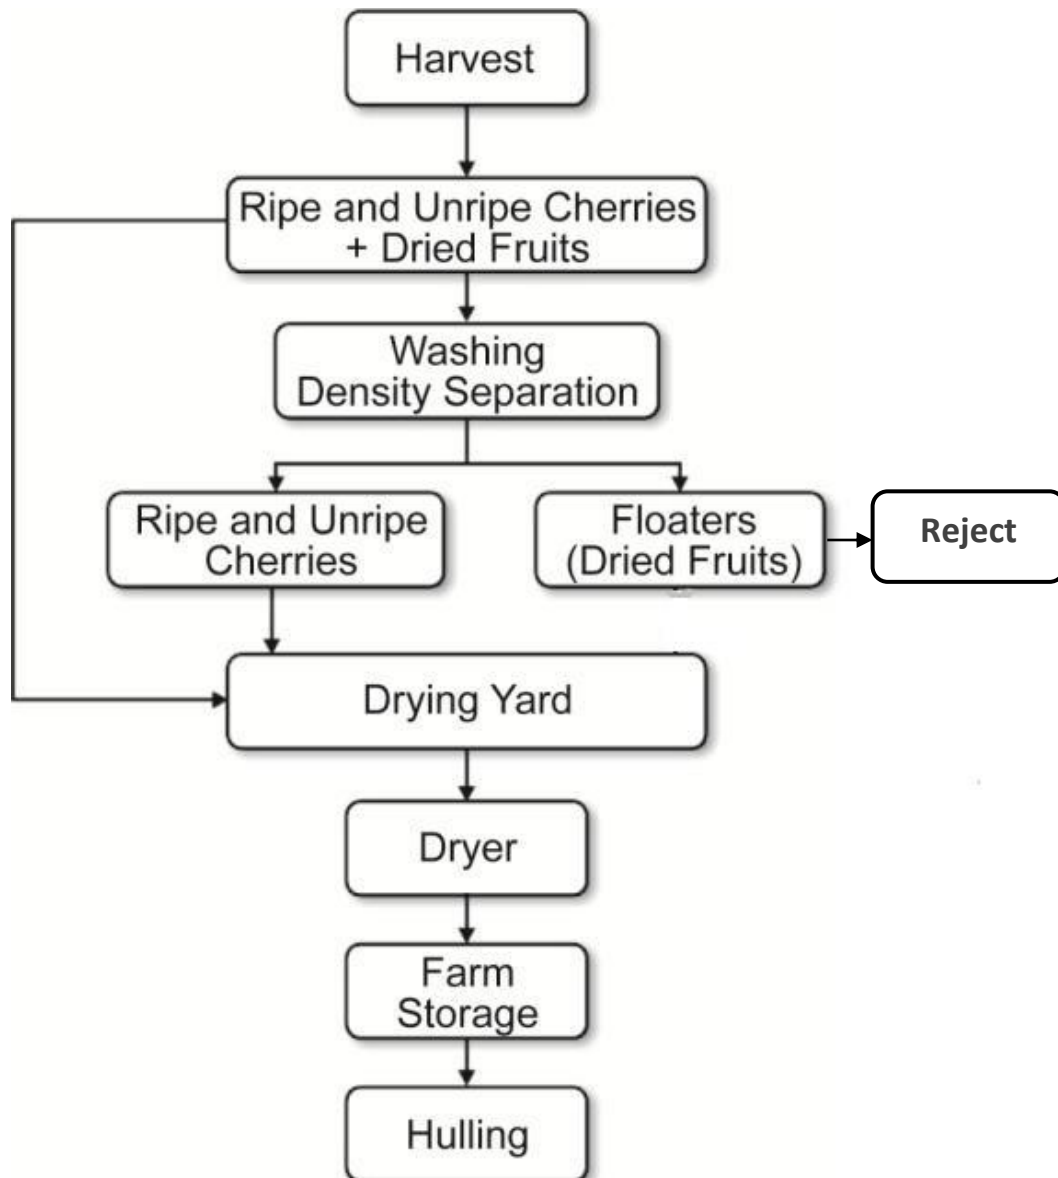 Harvest
Ripe and Unripe Cherries
+ Dried Fruits
Washing
Density Separation
Ripe and Unripe
Cherries
Floaters
(Dried Fruits)
Reject
Drying Yard
Dryer
Farm
Storage
Hulling